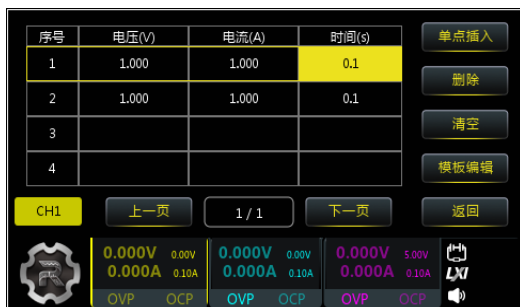 序号 电压(V) 电流(A) 时间(s) 单点插入
1 1.000 1.000 0.1
删除
2 1.000 1.000 0.1
3 清空
4 模板编辑
CH1 上一页 1 / 1 下一页 返回
0.000V 0.00V 0.000V 0.00V 0.000V 5.00V
0.000A 0.10A 0.000A 0.10A 0.000A 0.10A LXI
OVP OCP OVP OCP OVP OCP